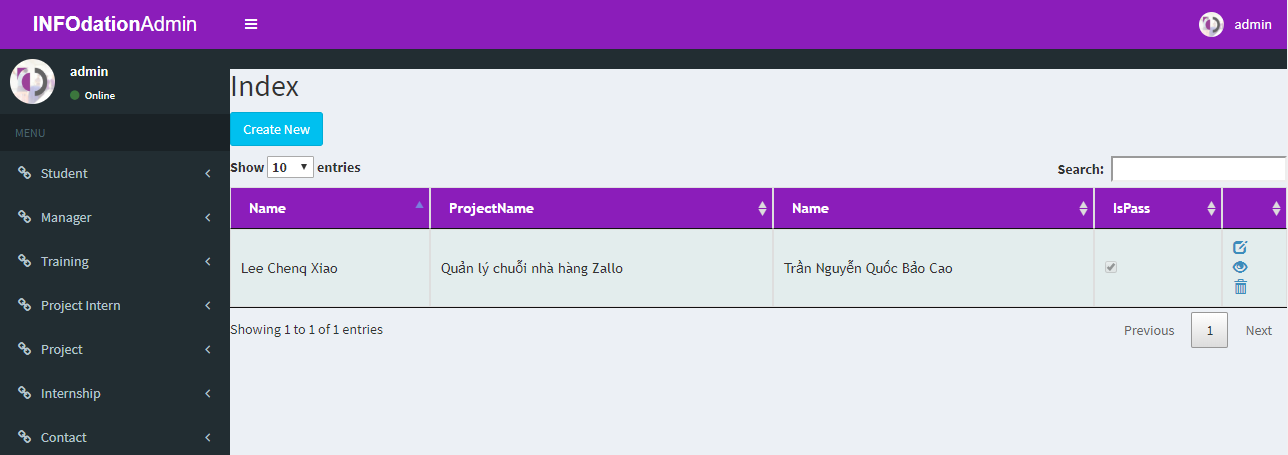 INFOdationAdmin
admin
admin
Online
MENU
Student
Manager
Training
Project Intern
Project
Internship
Contact
Index
Create New
Show 10 entries
Search:
Name ProjectName Name IsPass
Lee Chenq Xiao Quản lý chuỗi nhà hàng Zallo Trần Nguyễn Quốc Bảo Cao
Showing 1 to 1 of 1 entries
Previous 1 Next